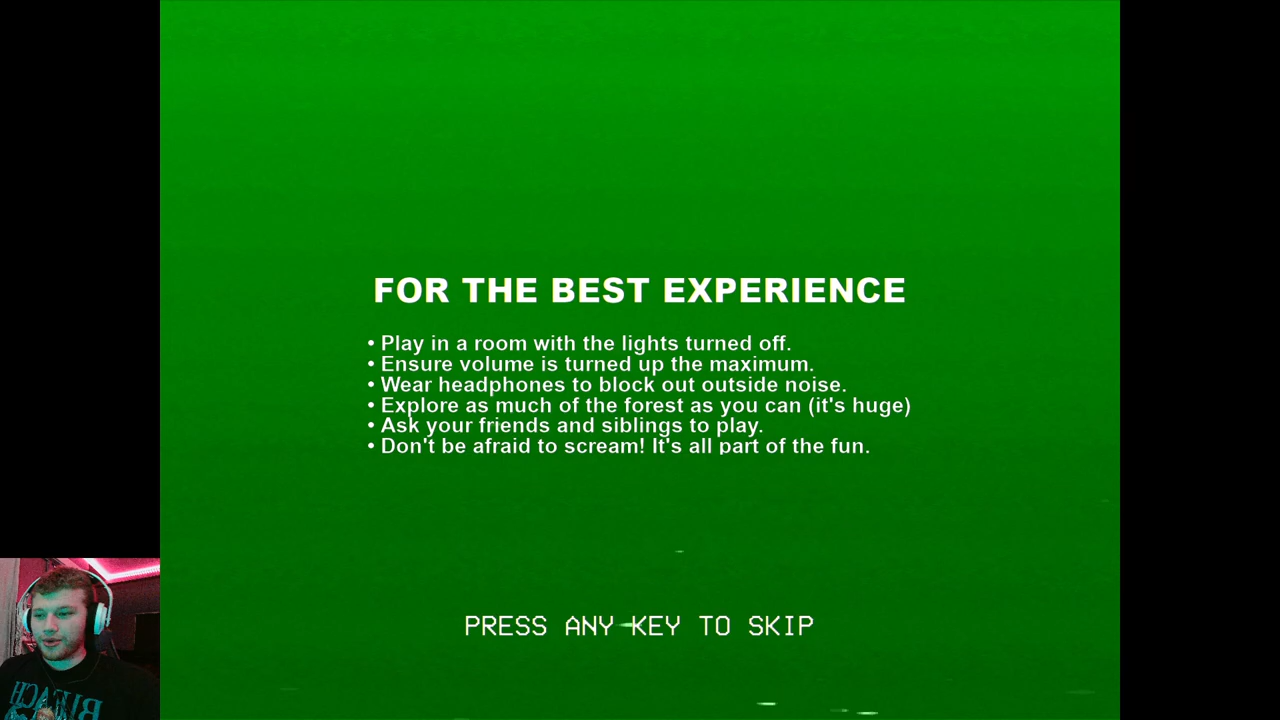 FOR THE BEST EXPERIENCE
• Play in a room with the lights turned off.
• Ensure volume is turned up the maximum.
• Wear headphones to block out outside noise.
• Explore as much of the forest as you can (it's huge)
• Ask your friends and siblings to play.
• Don't be afraid to scream! It's all part of the fun.
PRESS ANY KEY TO SKIP
BLEACH